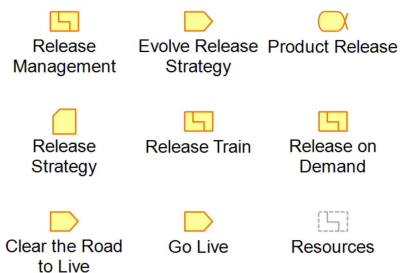 Release
Management
Evolve Release
Strategy
Product Release
Release
Strategy
Release Train
Release on
Demand
Clear the Road
to Live
Go Live
Resources